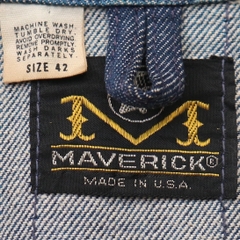 MACHINE WASH.
TUMBLE DRY.
AVOID OVERDRYING
REMOVE PROMPTLY
WASH DARKS
SEPARATELY.
SIZE 42
M
MAVERICK®
MADE IN U.S.A.